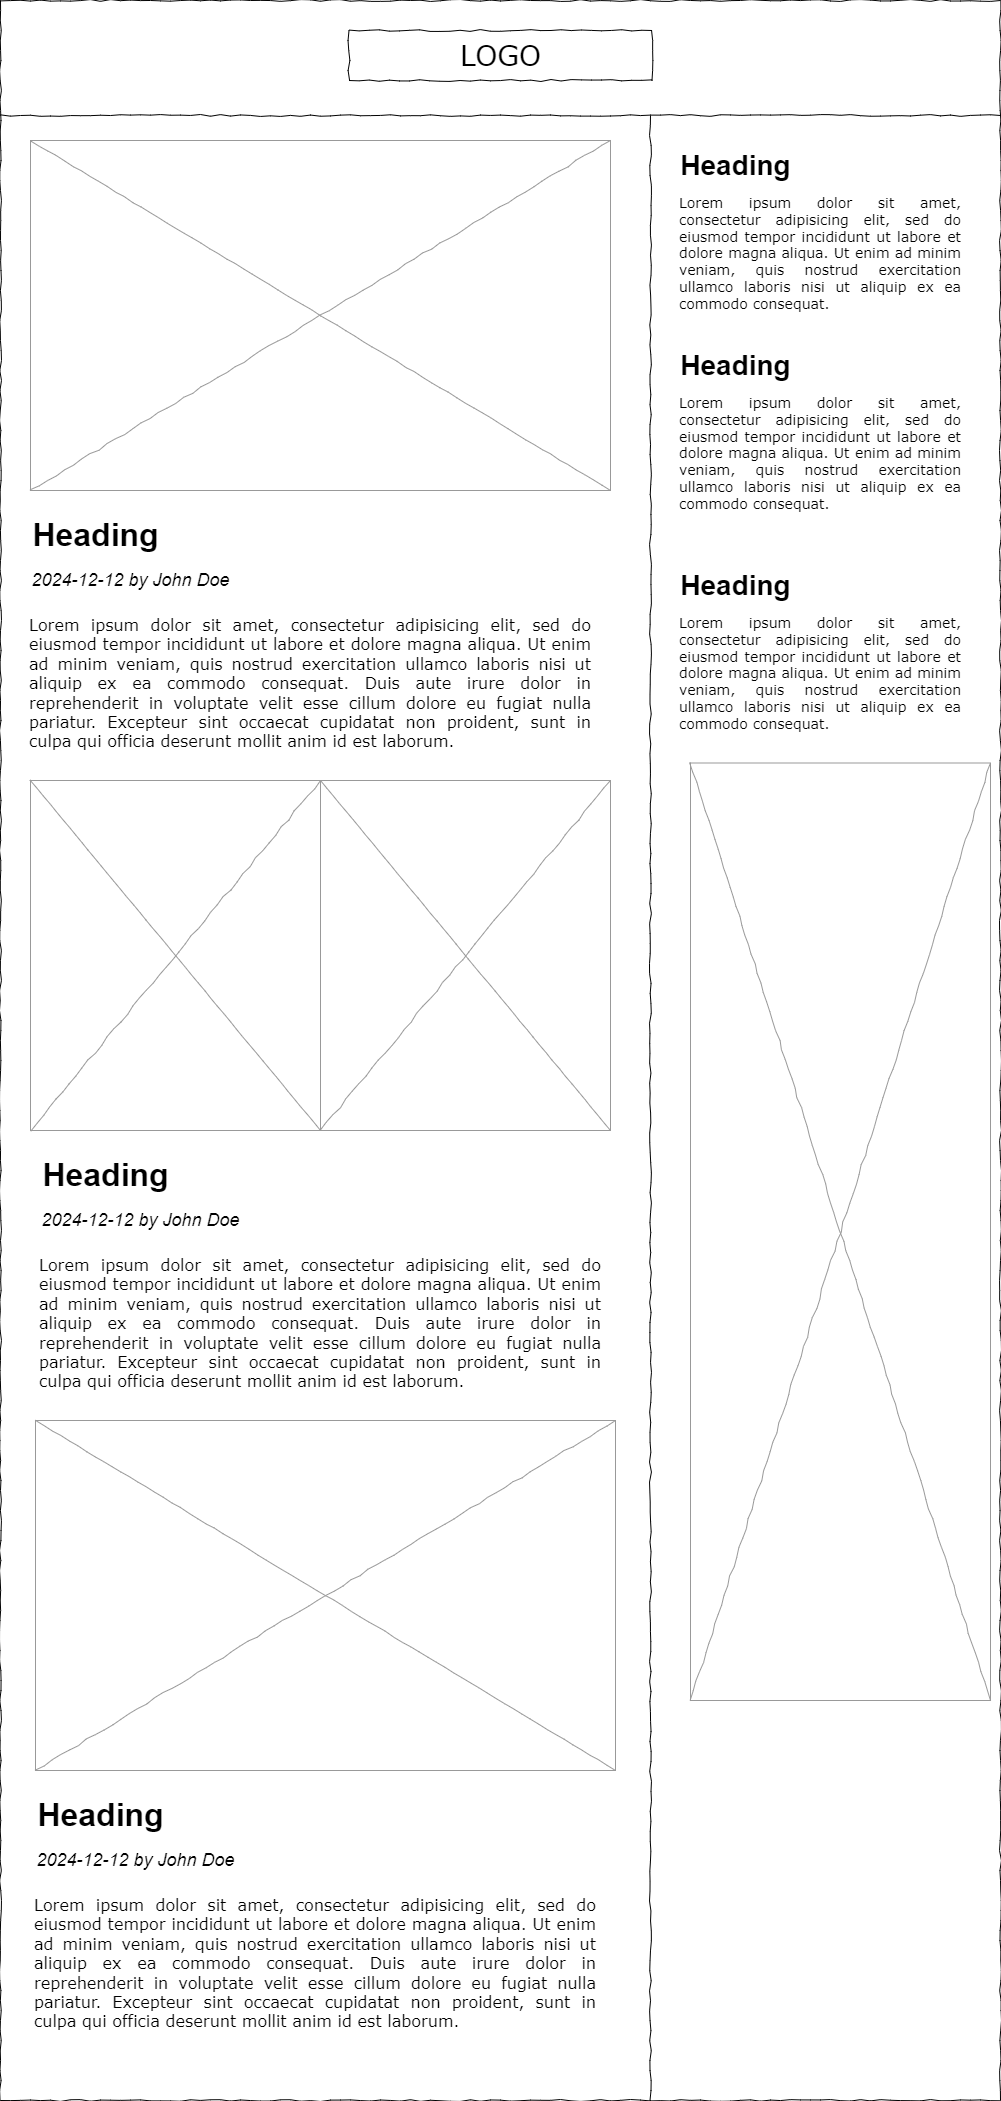 LOGO
Heading
2024-12-12 by John Doe
Lorem ipsum dolor sit amet, consectetur adipisicing elit, sed do
eiusmod tempor incididunt ut labore et dolore magna aliqua. Ut enim
ad minim veniam, quis nostrud exercitation ullamco laboris nisi ut
aliquip ex ea commodo consequat. Duis aute irure dolor in
reprehenderit in voluptate velit esse cillum dolore eu fugiat nulla
pariatur. Excepteur sint occaecat cupidatat non proident, sunt in
culpa qui officia deserunt mollit anim id est laborum.
Heading
2024-12-12 by John Doe
Lorem ipsum dolor sit amet, consectetur adipisicing elit, sed do
eiusmod tempor incididunt ut labore et dolore magna aliqua. Ut enim
ad minim veniam, quis nostrud exercitation ullamco laboris nisi ut
aliquip ex ea commodo consequat. Duis aute irure dolor in
reprehenderit in voluptate velit esse cillum dolore eu fugiat nulla
pariatur. Excepteur sint occaecat cupidatat non proident, sunt in
culpa qui officia deserunt mollit anim id est laborum.
Heading
2024-12-12 by John Doe
Lorem ipsum dolor sit amet, consectetur adipisicing elit, sed do
eiusmod tempor incididunt ut labore et dolore magna aliqua. Ut enim
ad minim veniam, quis nostrud exercitation ullamco laboris nisi ut
aliquip ex ea commodo consequat. Duis aute irure dolor in
reprehenderit in voluptate velit esse cillum dolore eu fugiat nulla
pariatur. Excepteur sint occaecat cupidatat non proident, sunt in
culpa qui officia deserunt mollit anim id est laborum.
Heading
Lorem ipsum dolor sit amet,
consectetur adipisicing elit, sed do
eiusmod tempor incididunt ut labore et
dolore magna aliqua. Ut enim ad minim
veniam, quis nostrud exercitation
ullamco laboris nisi ut aliquip ex ea
commodo consequat.
Heading
Lorem ipsum dolor sit amet,
consectetur adipisicing elit, sed do
eiusmod tempor incididunt ut labore et
dolore magna aliqua. Ut enim ad minim
veniam, quis nostrud exercitation
ullamco laboris nisi ut aliquip ex ea
commodo consequat.
Heading
Lorem ipsum dolor sit amet,
consectetur adipisicing elit, sed do
eiusmod tempor incididunt ut labore et
dolore magna aliqua. Ut enim ad minim
veniam, quis nostrud exercitation
ullamco laboris nisi ut aliquip ex ea
commodo consequat.